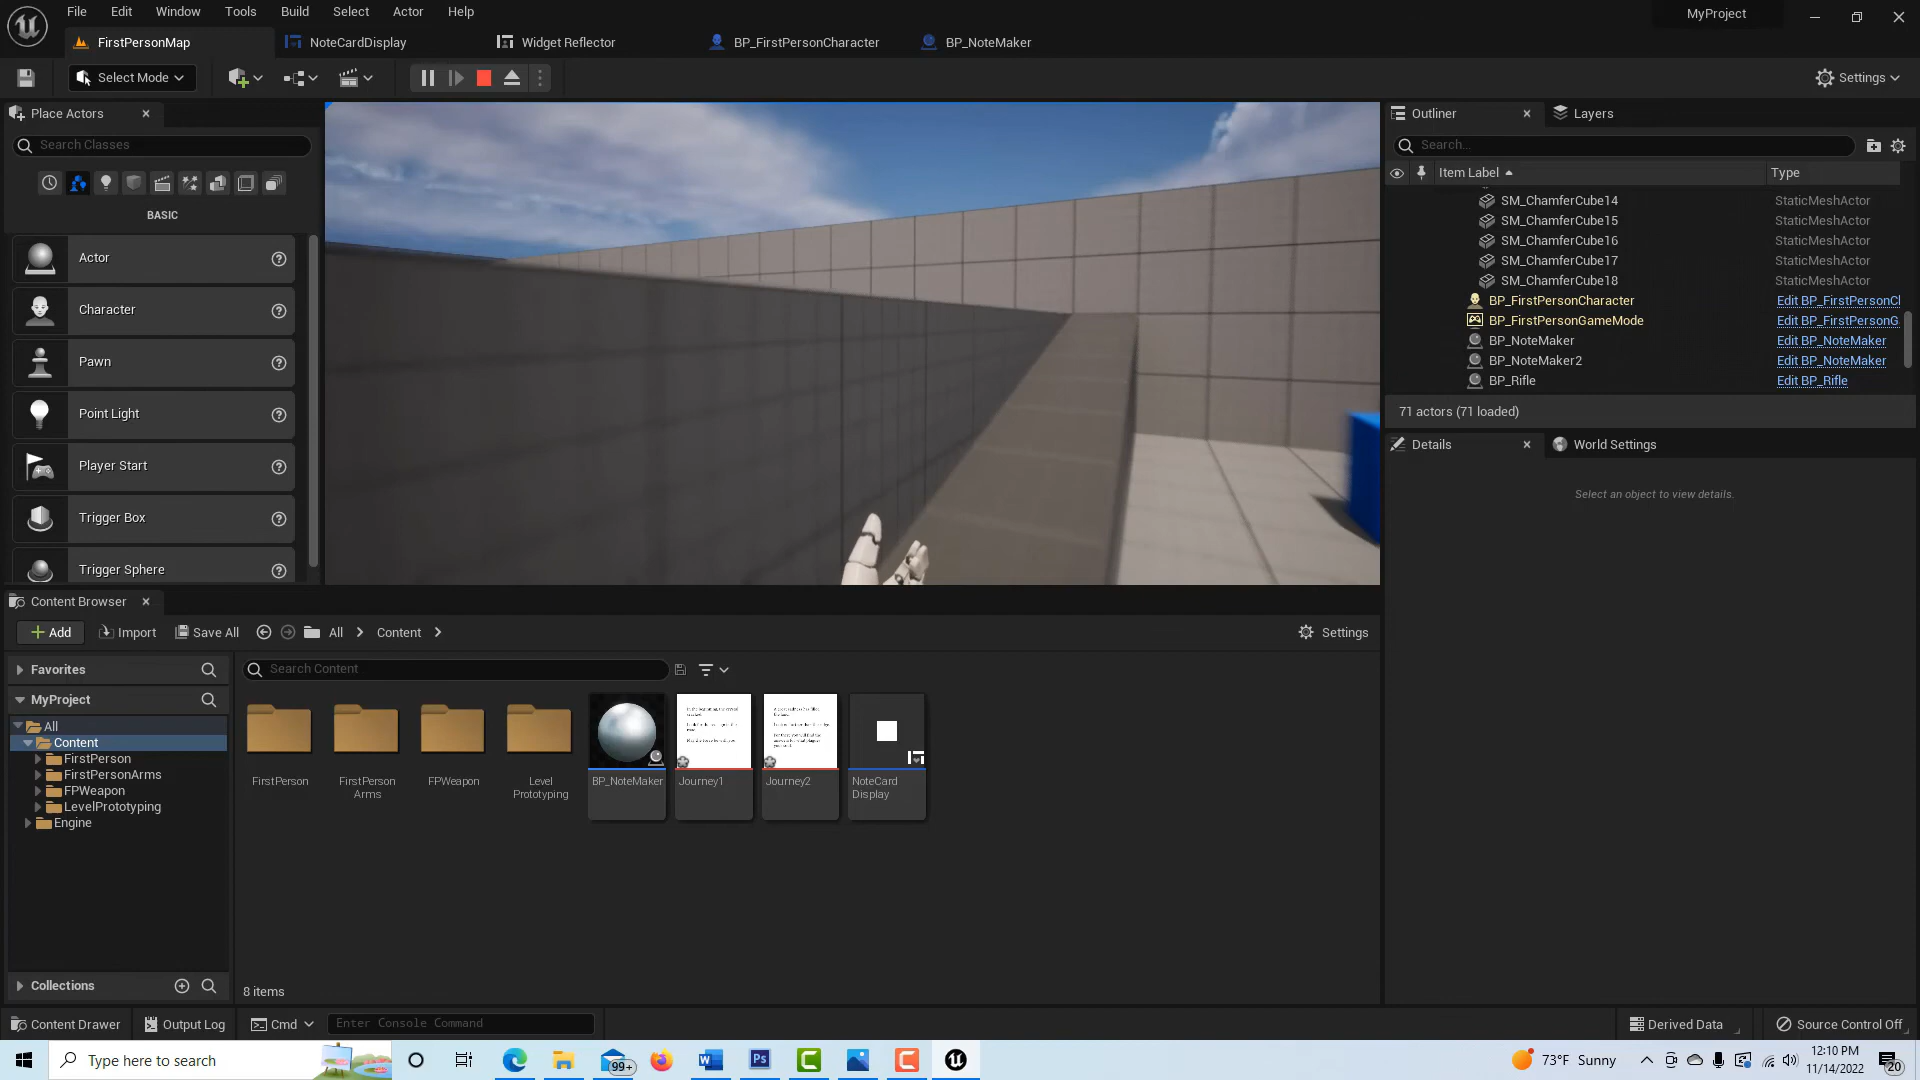 File Edit Window Tools Build Select Actor Help
MyProject
FirstPersonMap
NoteCardDisplay
Widget Reflector
BP_FirstPersonCharacter
BP_NoteMaker
Select Mode
Settings
Place Actors
Search Classes
BASIC
Actor
Character
Pawn
Point Light
Player Start
Trigger Box
Trigger Sphere
Outliner
Layers
Search...
Item Label
Type
SM_ChamferCube14 StaticMeshActor
SM_ChamferCube15 StaticMeshActor
SM_ChamferCube16 StaticMeshActor
SM_ChamferCube17 StaticMeshActor
SM_ChamferCube18 StaticMeshActor
BP_FirstPersonCharacter Edit BP_FirstPersonCl
BP_FirstPersonGameMode Edit BP_FirstPersonG
BP_NoteMaker Edit BP_NoteMaker
BP_NoteMaker2 Edit BP_NoteMaker
BP_Rifle Edit BP_Rifle
71 actors (71 loaded)
Details
World Settings
Select an object to view details.
Content Browser
Add
Import
Save All
All
Content
Settings
Favorites
MyProject
All
Content
FirstPerson
FirstPersonArms
FPWeapon
LevelPrototyping
Engine
Collections
Search Content
FirstPerson
FirstPerson
Arms
FPWeapon
Level
Prototyping
BP_NoteMaker
Journey1
Journey2
NoteCard
Display
8 items
Content Drawer
Output Log
Cmd
Enter Console Command
Derived Data
Source Control Off
Type here to search
99+
Ps
73°F Sunny
12:10 PM
11/14/2022
20